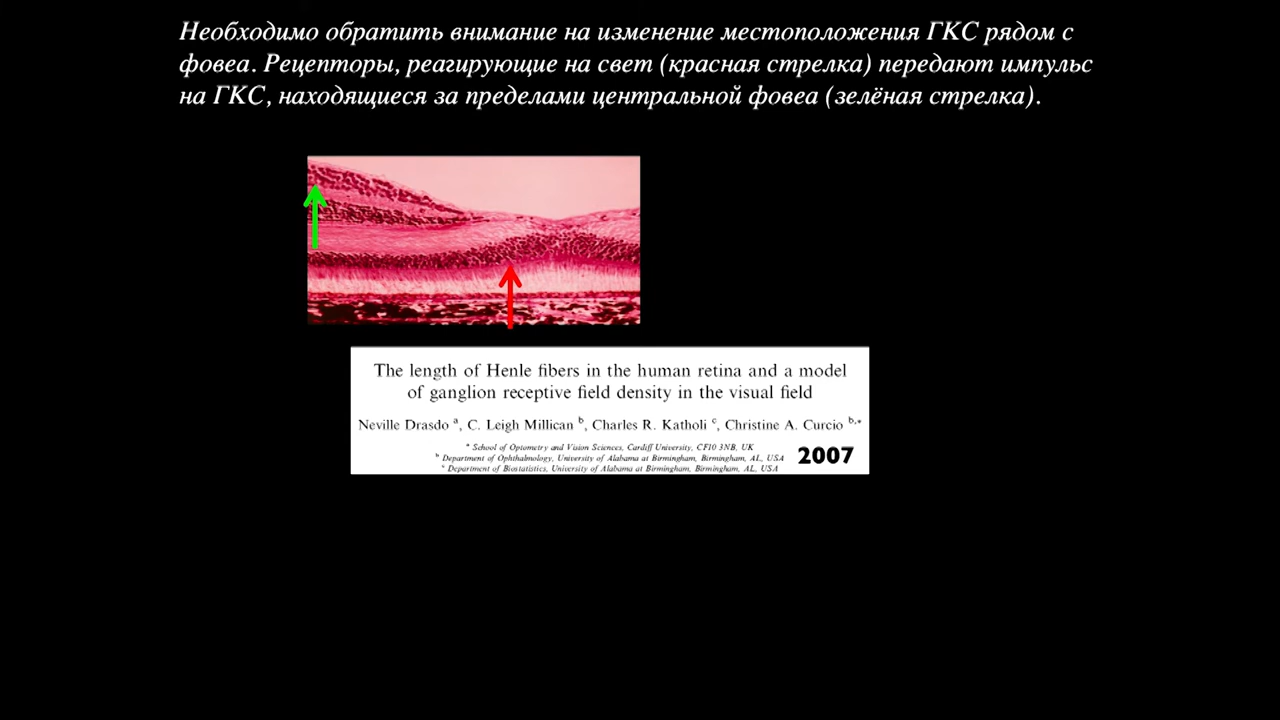 Необходимо обратить внимание на изменение местоположения ГКС рядом с
фовеа. Рецепторы, реагирующие на свет (красная стрелка) передают импульс
на ГКС, находящиеся за пределами центральной фовеа (зелёная стрелка).
The length of Henle fibers in the human retina and a model
of ganglion receptive field density in the visual field
Neville Drasdo a, C. Leigh Millican b, Charles R. Katholi c, Christine A. Curcio b,*
a School of Optometry and Vision Sciences, Cardiff University, CF10 3NB, UK
b Department of Ophthalmology, University of Alabama at Birmingham, Birmingham, AL, USA
c Department of Biostatistics, University of Alabama at Birmingham, Birmingham, AL, USA
2007